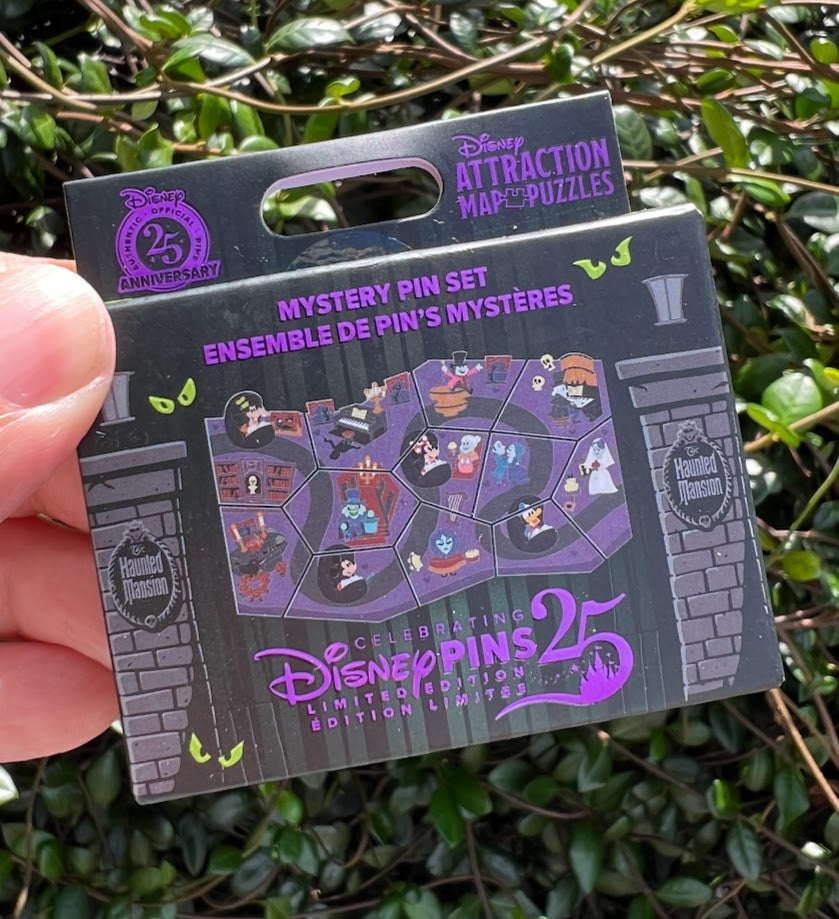 Disney
AUTHENTIC • OFFICIAL PINS
25
ANNIVERSARY
Disney
ATTRACTION
MAP PUZZLES
MYSTERY PIN SET
ENSEMBLE DE PIN'S MYSTÈRES
The
Haunted
Mansion
The
Haunted
Mansion
CELEBRATING
Disney PINS 25
LIMITED EDITION
ÉDITION LIMITÉE